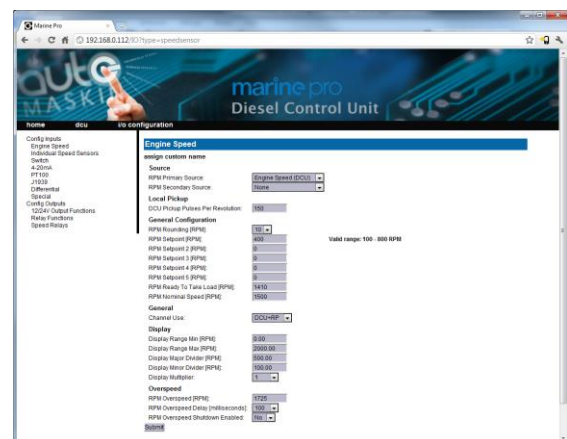 Marine Pro
192.168.0.112/IO?type=speedsensor
auto
MASKIN
marine pro
Diesel Control Unit
home dcu i/o configuration
Config Inputs
Engine Speed
Individual Speed Sensors
Switch
4-20mA
PT100
J1939
Differential
Special
Config Outputs
12/24V Output Functions
Relay Functions
Speed Relays
Engine Speed
assign custom name
Source
RPM Primary Source: Engine Speed (DCU)
RPM Secondary Source: None
Local Pickup
DCU Pickup Pulses Per Revolution: 150
General Configuration
RPM Rounding [RPM]: 10
RPM Setpoint [RPM]: 400 Valid range: 100 - 800 RPM
RPM Setpoint 2 [RPM]: 0
RPM Setpoint 3 [RPM]: 0
RPM Setpoint 4 [RPM]: 0
RPM Setpoint 5 [RPM]: 0
RPM Ready To Take Load [RPM]: 1410
RPM Nominal Speed [RPM]: 1500
General
Channel Use: DCU+RP
Display
Display Range Min [RPM]: 0.00
Display Range Max [RPM]: 2000.00
Display Major Divider [RPM]: 500.00
Display Minor Divider [RPM]: 100.00
Display Multiplier: 1
Overspeed
RPM Overspeed [RPM]: 1725
RPM Overspeed Delay [milliseconds]: 100
RPM Overspeed Shutdown Enabled: No
Submit